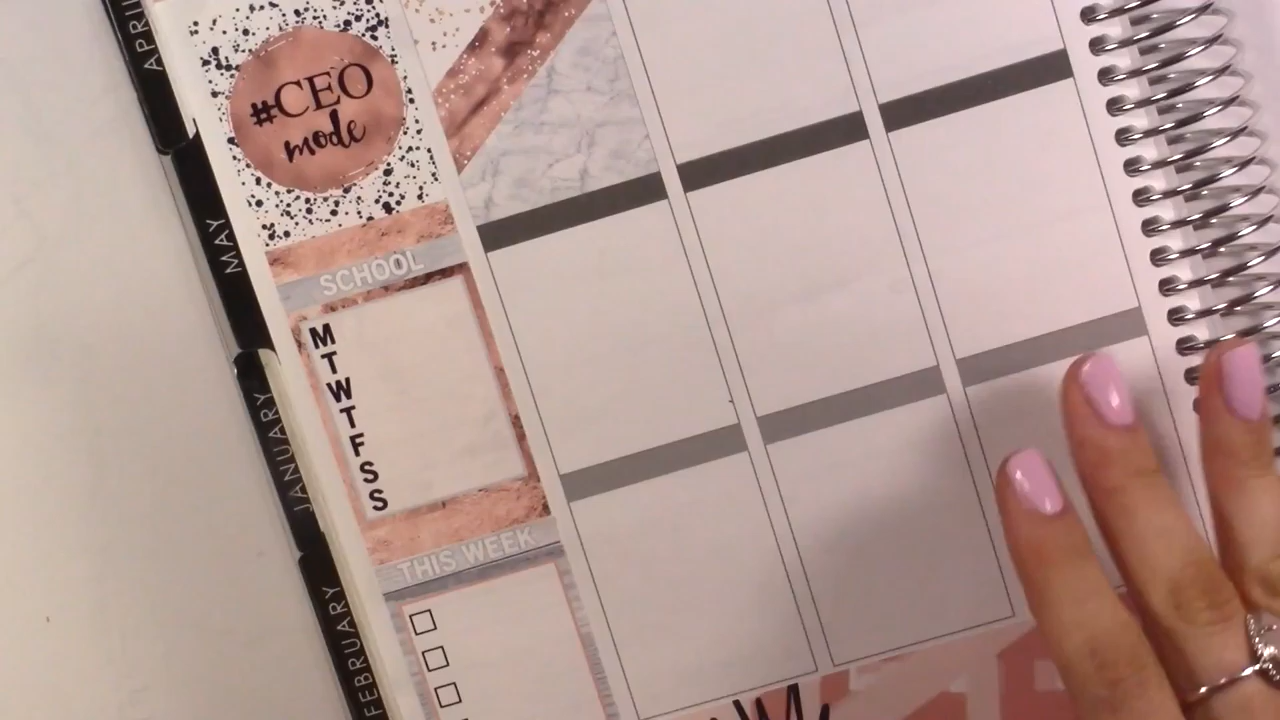 APRIL
MAY
JANUARY
FEBRUARY
#CEO
mode
SCHOOL
M
T
W
T
F
S
S
THIS WEEK